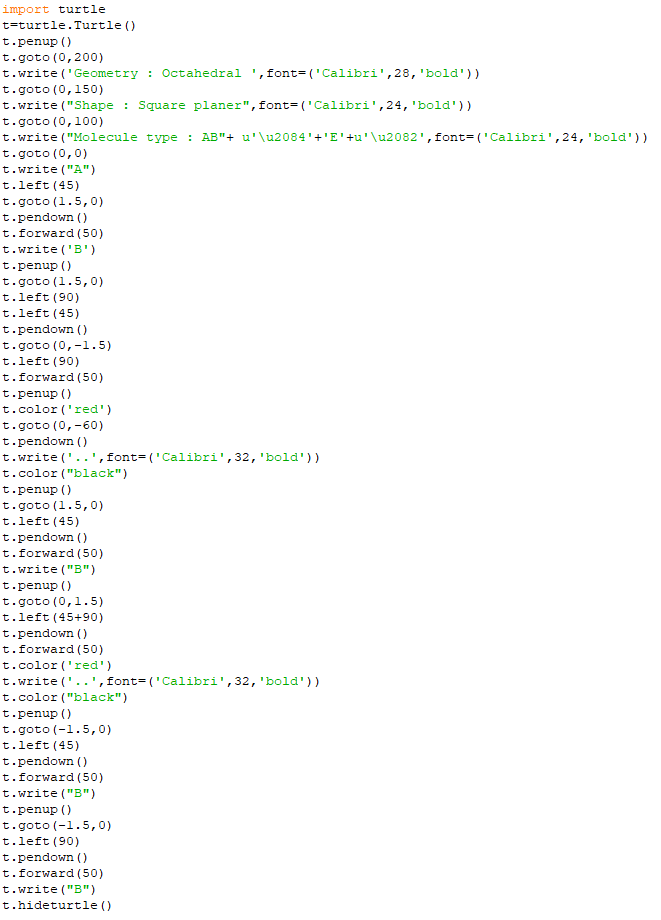 import turtle
t=turtle.Turtle()
t.penup()
t.goto(0,200)
t.write('Geometry : Octahedral ',font=('Calibri',28,'bold'))
t.goto(0,150)
t.write("Shape : Square planer",font=('Calibri',24,'bold'))
t.goto(0,100)
t.write("Molecule type : AB"+ u'\u2084'+'E'+u'\u2082',font=('Calibri',24,'bold'))
t.goto(0,0)
t.write("A")
t.left(45)
t.goto(1.5,0)
t.pendown()
t.forward(50)
t.write('B')
t.penup()
t.goto(1.5,0)
t.left(90)
t.left(45)
t.pendown()
t.goto(0,-1.5)
t.left(90)
t.forward(50)
t.penup()
t.color('red')
t.goto(0,-60)
t.pendown()
t.write('..',font=('Calibri',32,'bold'))
t.color("black")
t.penup()
t.goto(1.5,0)
t.left(45)
t.pendown()
t.forward(50)
t.write("B")
t.penup()
t.goto(0,1.5)
t.left(45+90)
t.pendown()
t.forward(50)
t.color('red')
t.write('..',font=('Calibri',32,'bold'))
t.color("black")
t.penup()
t.goto(-1.5,0)
t.left(45)
t.pendown()
t.forward(50)
t.write("B")
t.penup()
t.goto(-1.5,0)
t.left(90)
t.pendown()
t.forward(50)
t.write("B")
t.hideturtle()